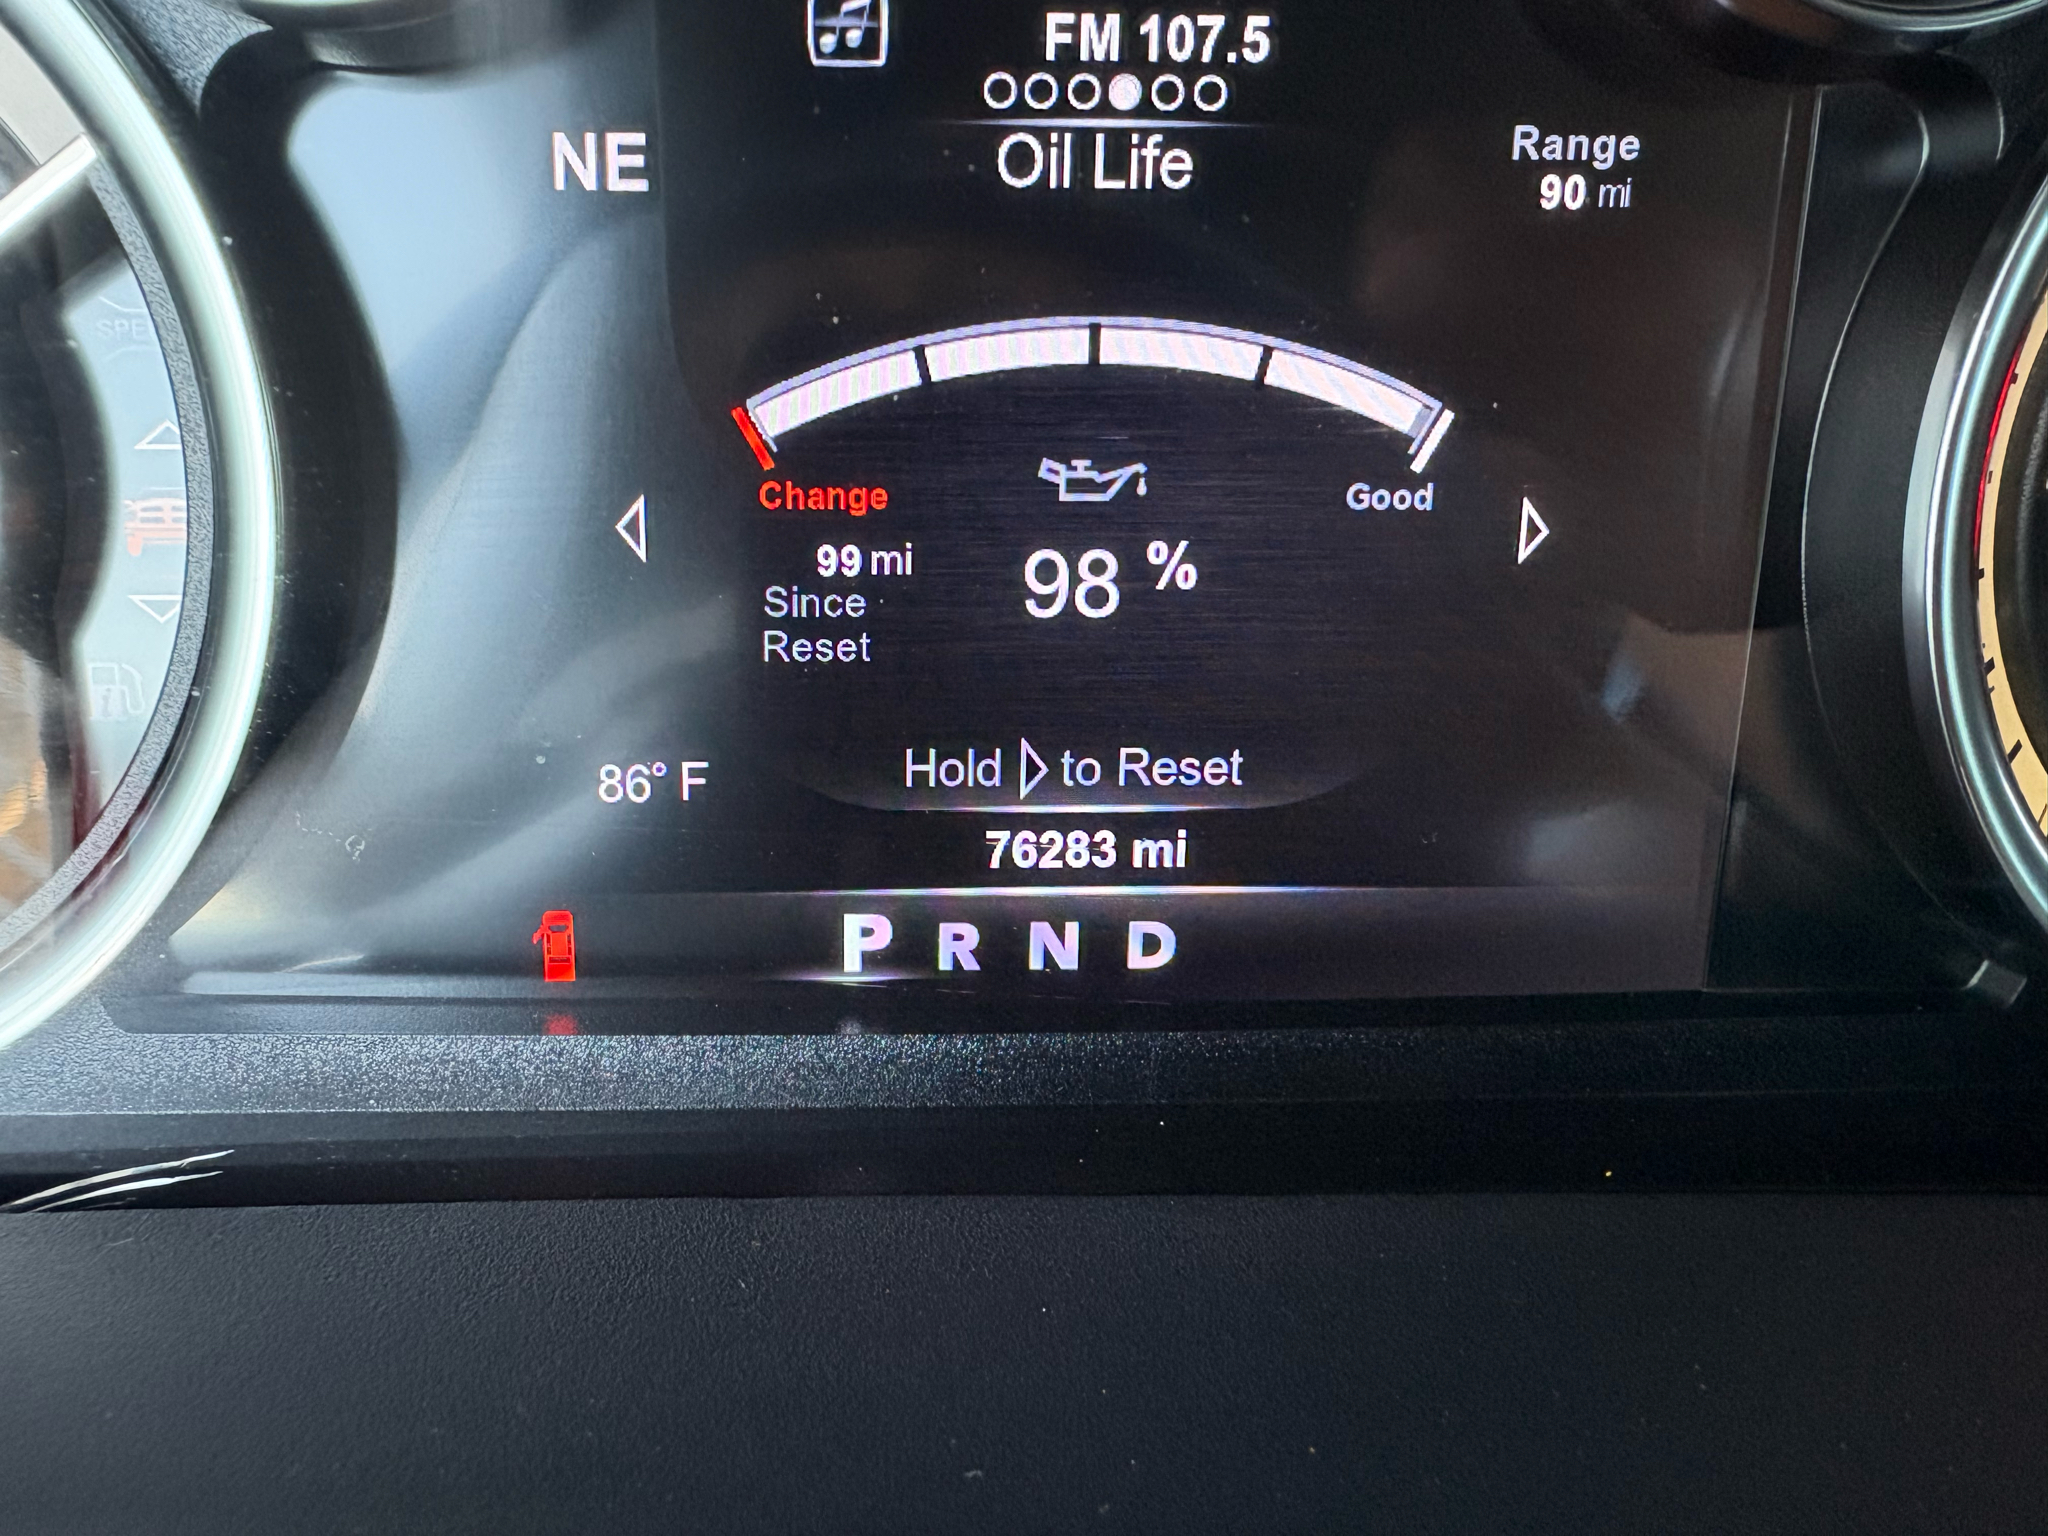 FM 107.5
NE
Oil Life
Range
90 mi
Change
Good
99 mi
Since
Reset
98 %
86° F
Hold to Reset
76283 mi
P R N D